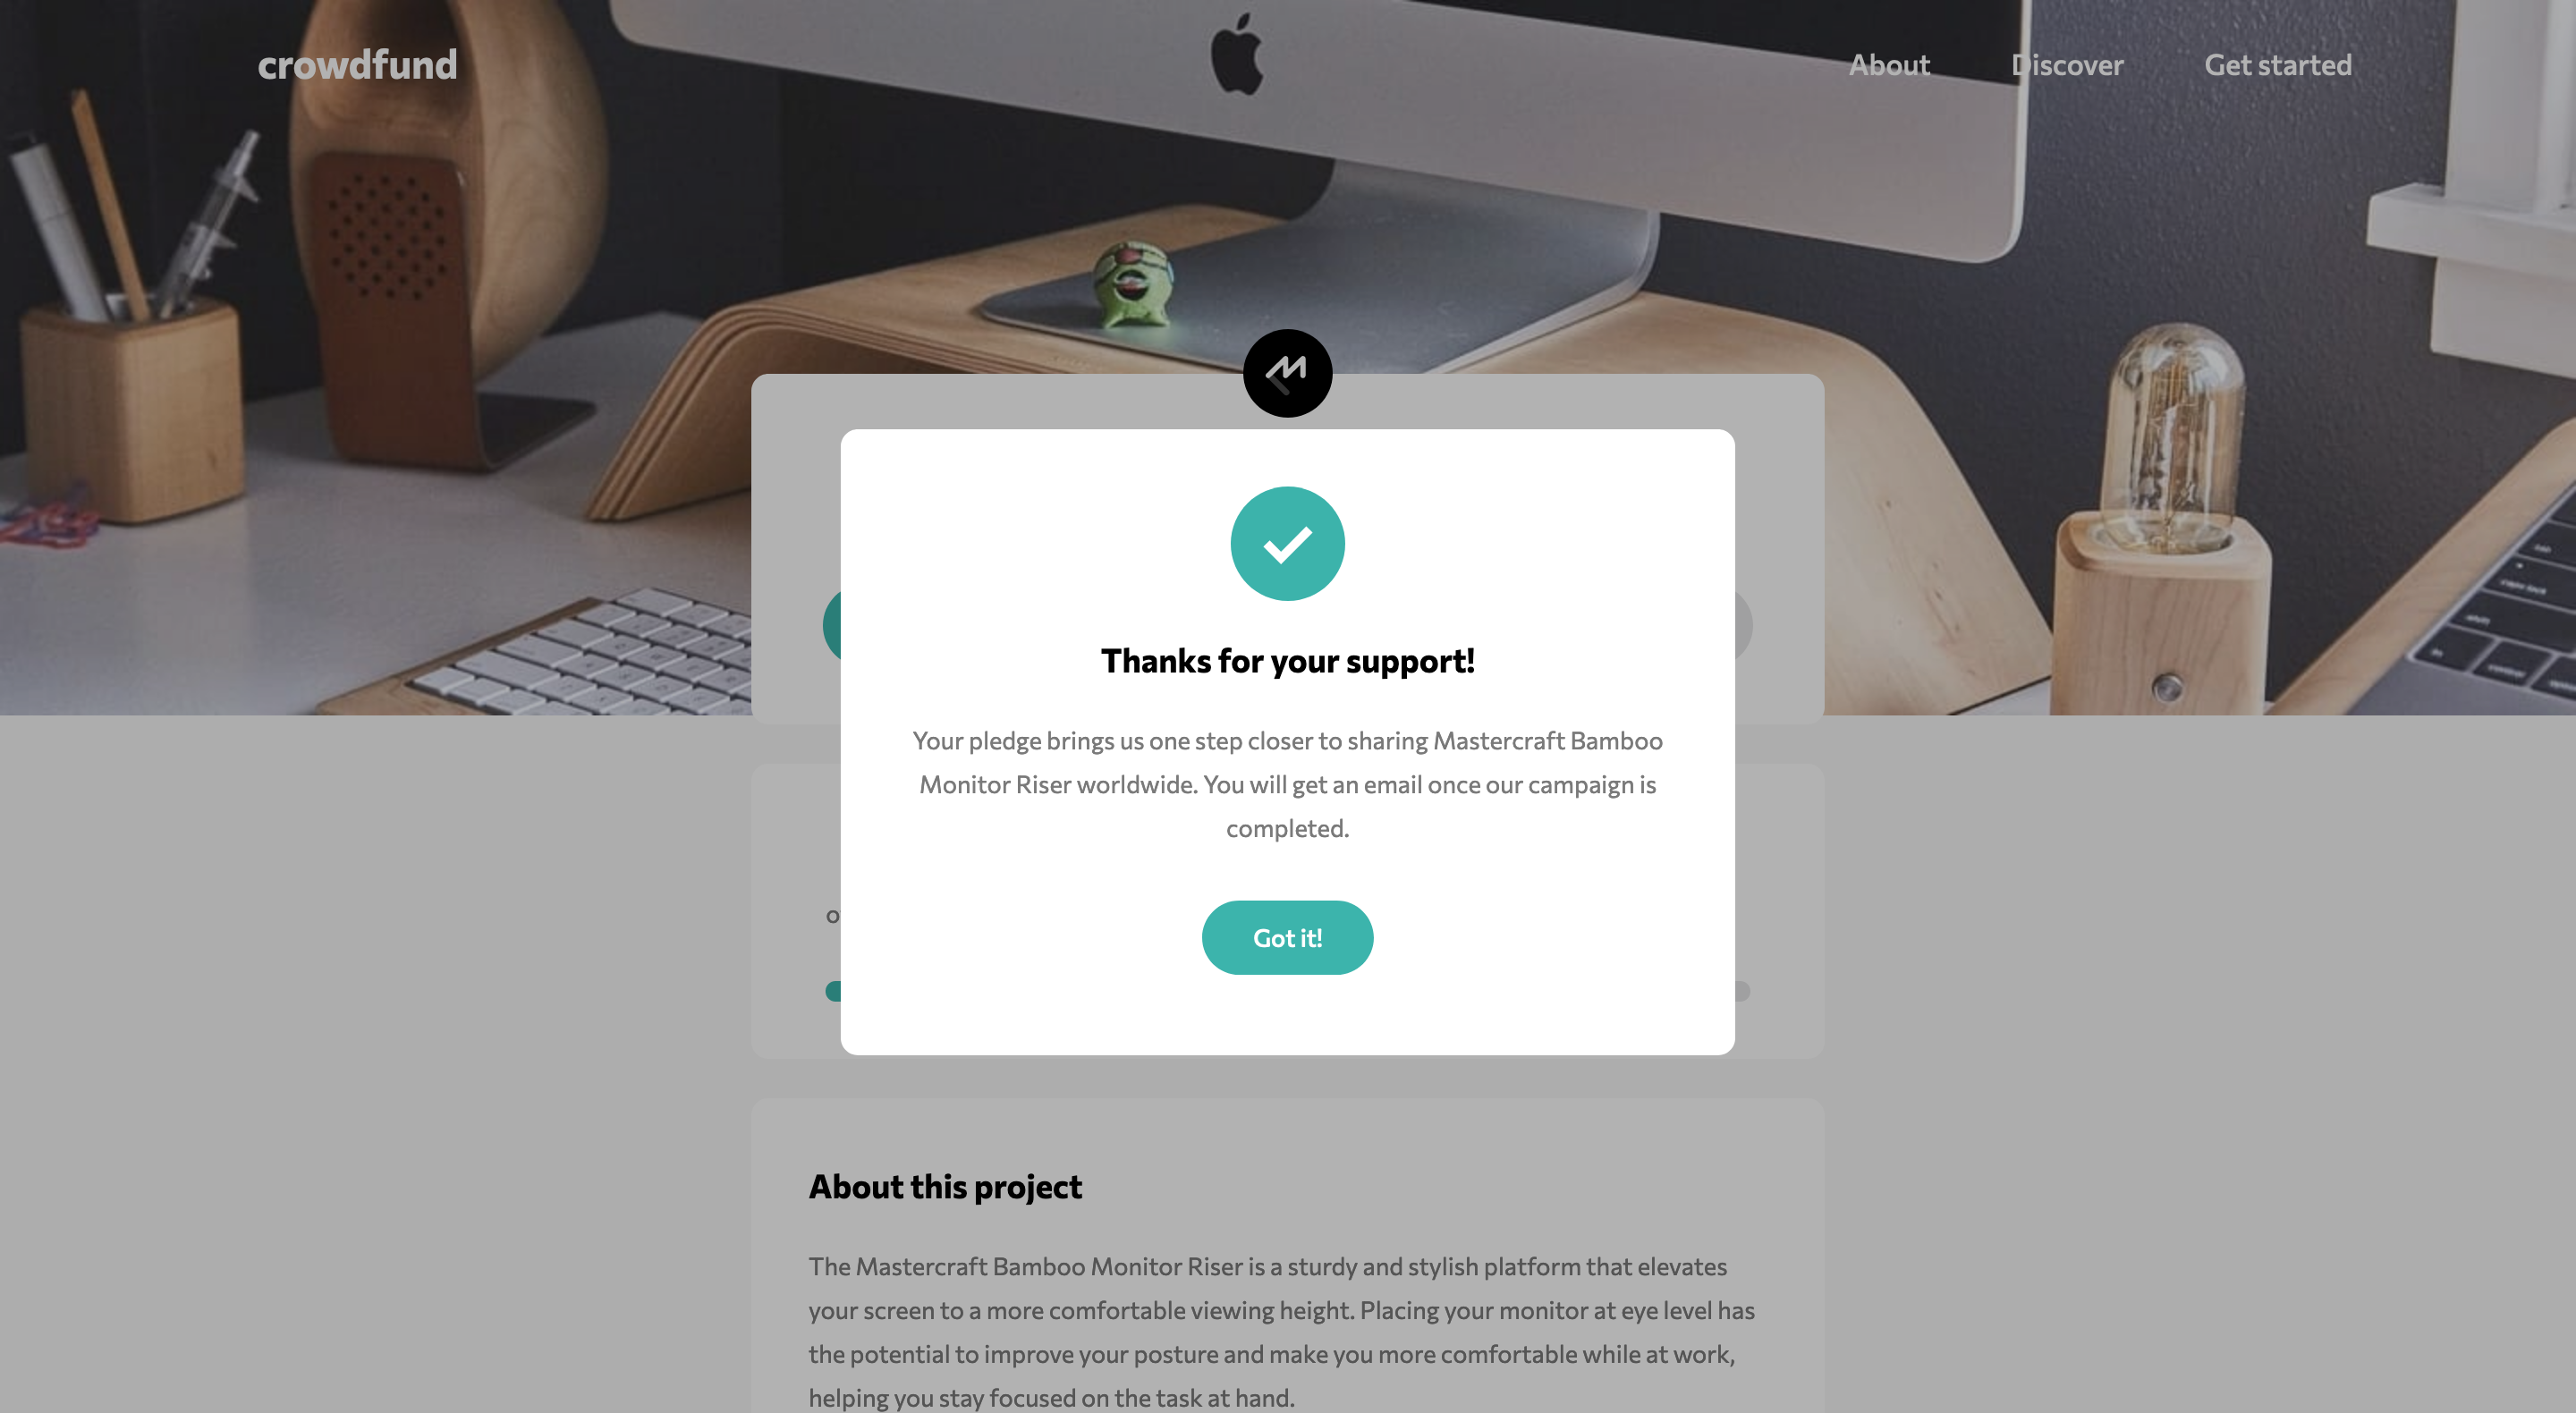 crowdfund
About
Discover
Get started
Thanks for your support!
Your pledge brings us one step closer to sharing Mastercraft Bamboo
Monitor Riser worldwide. You will get an email once our campaign is
completed.
Got it!
About this project
The Mastercraft Bamboo Monitor Riser is a sturdy and stylish platform that elevates
your screen to a more comfortable viewing height. Placing your monitor at eye level has
the potential to improve your posture and make you more comfortable while at work,
helping you stay focused on the task at hand.